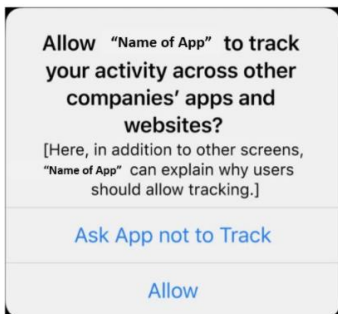 Allow "Name of App" to track
your activity across other
companies' apps and
websites?
[Here, in addition to other screens,
"Name of App" can explain why users
should allow tracking.]
Ask App not to Track
Allow